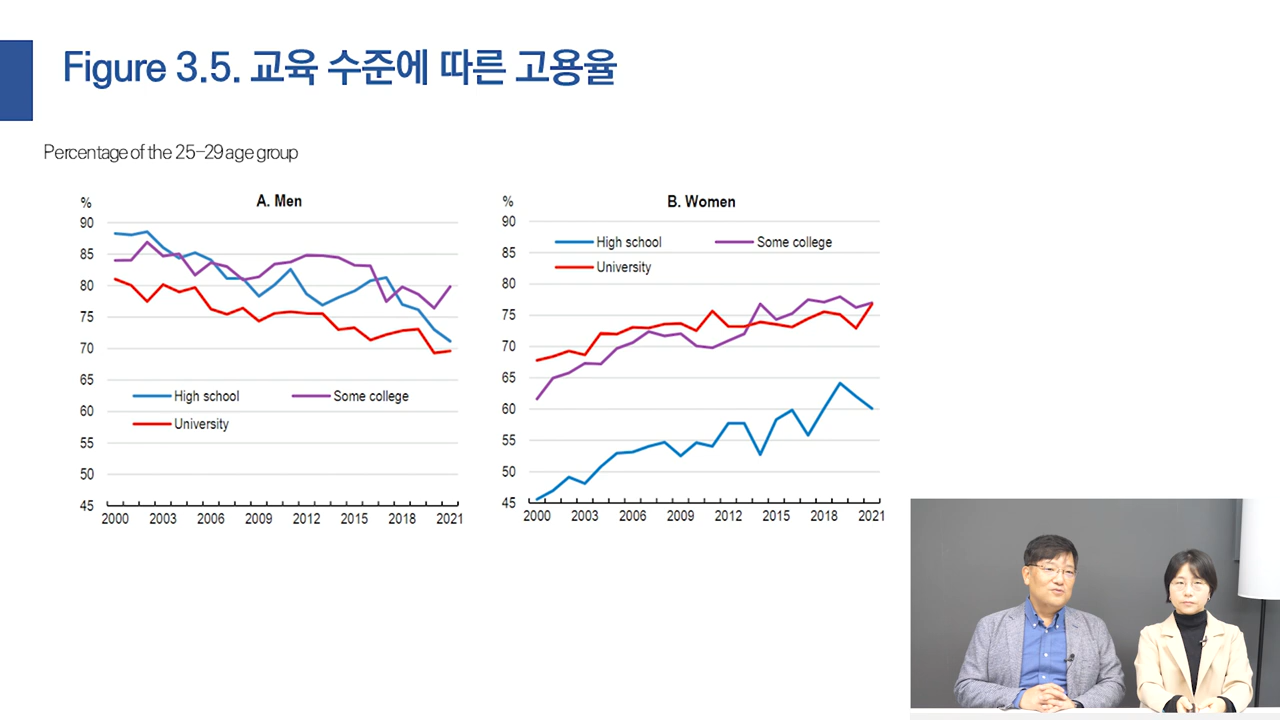 Figure 3.5. 교육 수준에 따른 고용율
Percentage of the 25-29 age group
%
A. Men
90
85
80
75
70
65
60
55
50
45
High school
Some college
University
2000 2003 2006 2009 2012 2015 2018 2021
%
B. Women
90
85
80
75
70
65
60
55
50
45
High school
Some college
University
2000 2003 2006 2009 2012 2015 2018 2021